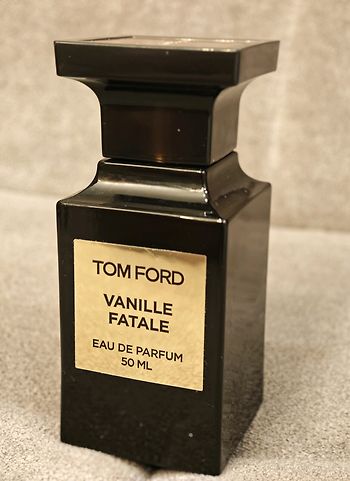 TOM FORD
VANILLE
FATALE
EAU DE PARFUM
50 ML